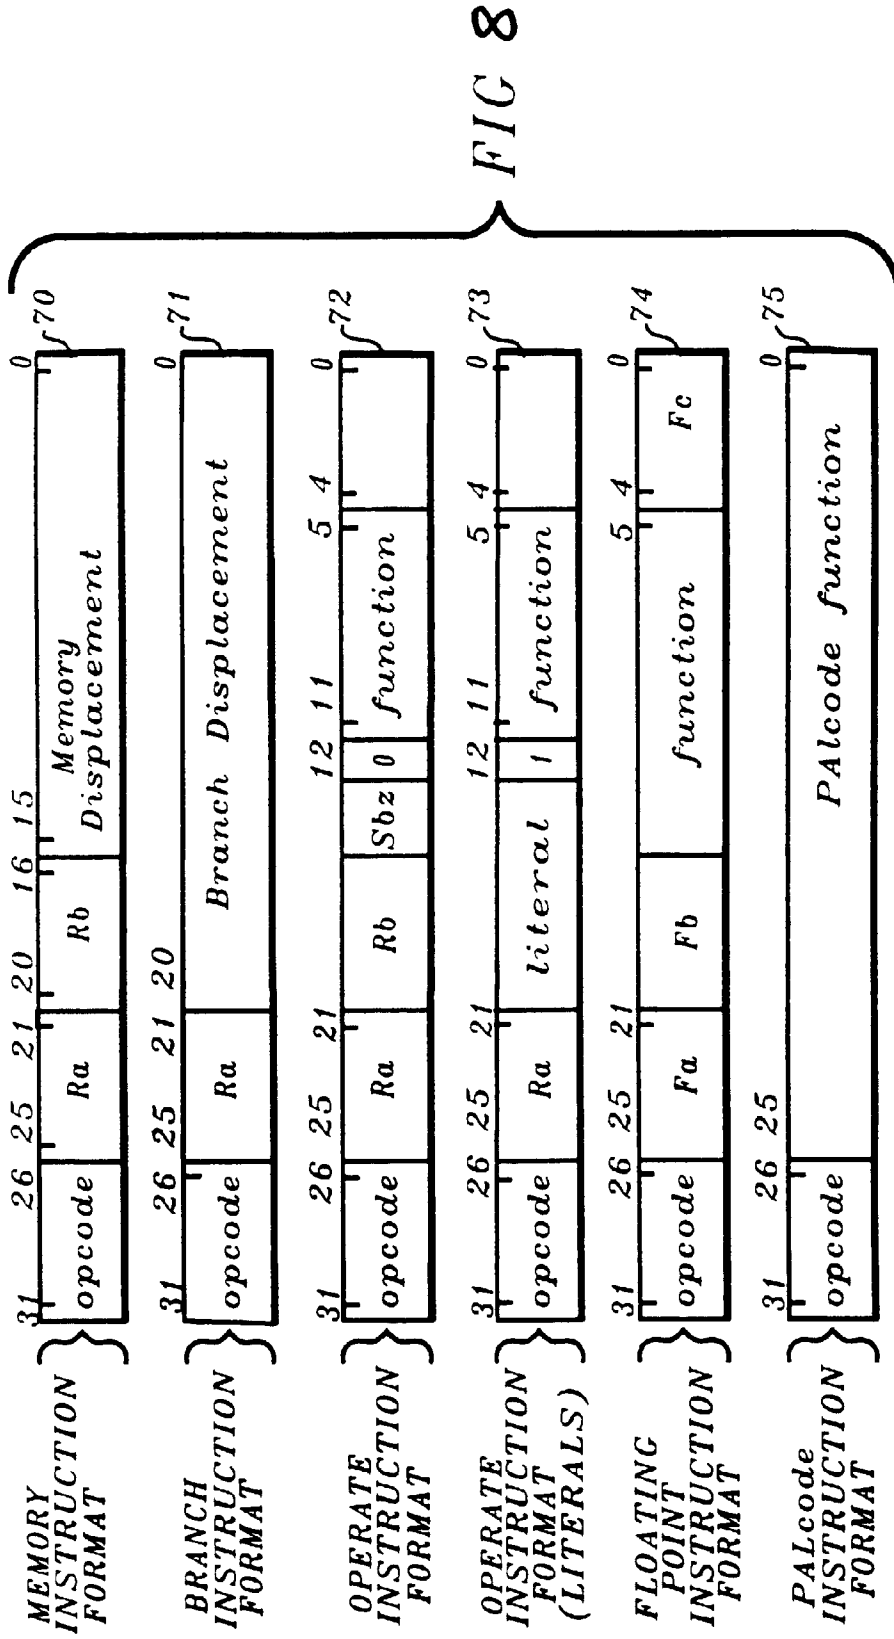 MEMORY
INSTRUCTION
FORMAT
31 26 25 21 20 16 15 0
opcode Ra Rb Memory
Displacement
70
BRANCH
INSTRUCTION
FORMAT
31 26 25 21 20 0
opcode Ra Branch Displacement
71
OPERATE
INSTRUCTION
FORMAT
31 26 25 21 12 11 5 4 0
opcode Ra Rb Sbz 0 function
72
OPERATE
INSTRUCTION
FORMAT
(LITERALS)
31 26 25 21 12 11 5 4 0
opcode Ra literal 1 function
73
FLOATING
POINT
INSTRUCTION
FORMAT
31 26 25 21 5 4 0
opcode Fa Fb function Fc
74
PALcode
INSTRUCTION
FORMAT
31 26 25 0
opcode PAlcode function
75
FIG 8